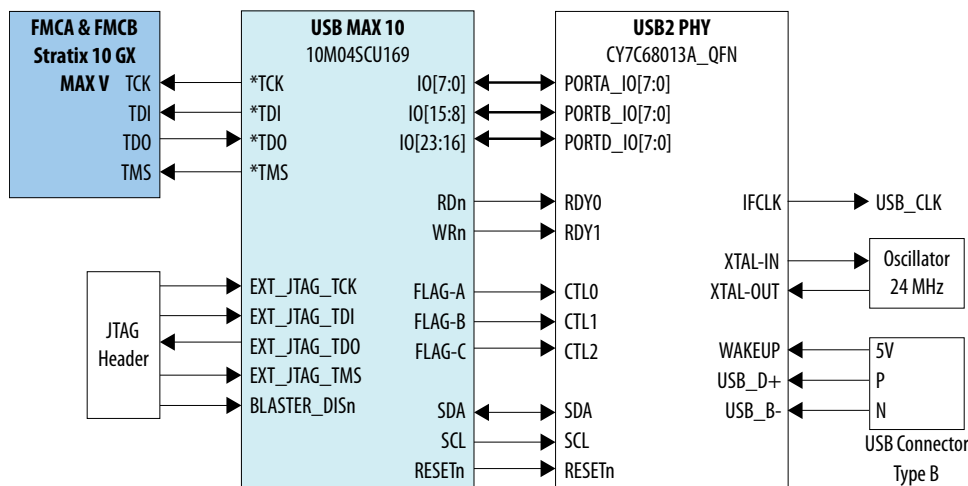 FMCA & FMCB
Stratix 10 GX
MAX V
TCK
TDI
TDO
TMS
USB MAX 10
10M04SCU169
*TCK
*TDI
*TDO
*TMS
IO[7:0]
IO[15:8]
IO[23:16]
RDn
WRn
EXT_JTAG_TCK
EXT_JTAG_TDI
EXT_JTAG_TDO
EXT_JTAG_TMS
BLASTER_DISn
FLAG-A
FLAG-B
FLAG-C
SDA
SCL
RESETn
JTAG
Header
USB2 PHY
CY7C68013A_QFN
PORTA_IO[7:0]
PORTB_IO[7:0]
PORTD_IO[7:0]
RDY0
RDY1
CTL0
CTL1
CTL2
SDA
SCL
RESETn
IFCLK
XTAL-IN
XTAL-OUT
WAKEUP
USB_D+
USB_B-
USB_CLK
Oscillator
24 MHz
5V
P
N
USB Connector
Type B